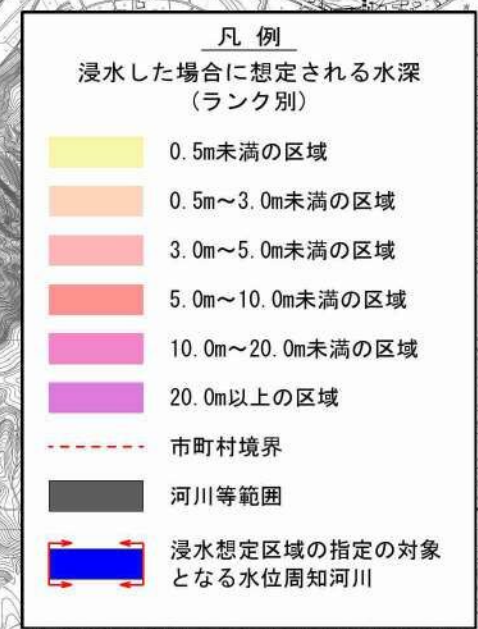 凡 例
浸水した場合に想定される水深
(ランク別)
0.5m未満の区域
0.5m～3.0m未満の区域
3.0m～5.0m未満の区域
5.0m～10.0m未満の区域
10.0m～20.0m未満の区域
20.0m以上の区域
市町村境界
河川等範囲
浸水想定区域の指定の対象
となる水位周知河川